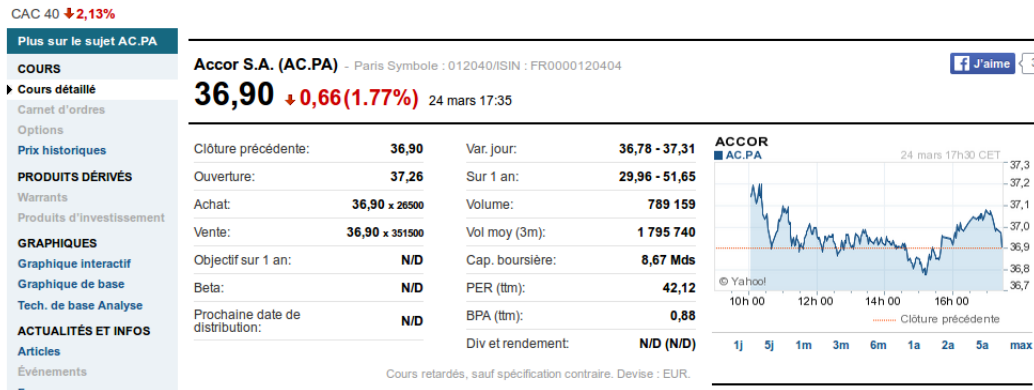 CAC 40 2,13%
Plus sur le sujet AC.PA
COURS
Cours détaillé
Carnet d'ordres
Options
Prix historiques
PRODUITS DÉRIVÉS
Warrants
Produits d'investissement
GRAPHIQUES
Graphique interactif
Graphique de base
Tech. de base Analyse
ACTUALITÉS ET INFOS
Articles
Événements
Accor S.A. (AC.PA) - Paris Symbole : 012040/ISIN : FR0000120404
J'aime
36,90 0,66(1.77%) 24 mars 17:35
Clôture précédente: 36,90
Ouverture: 37,26
Achat: 36,90 x 26500
Vente: 36,90 x 351500
Objectif sur 1 an: N/D
Beta: N/D
Prochaine date de
distribution: N/D
Var. jour: 36,78 - 37,31
Sur 1 an: 29,96 - 51,65
Volume: 789 159
Vol moy (3m): 1 795 740
Cap. boursière: 8,67 Mds
PER (ttm): 42,12
BPA (ttm): 0,88
Div et rendement: N/D (N/D)
Cours retardés, sauf spécification contraire. Devise : EUR.
ACCOR
AC.PA 24 mars 17h30 CET
37,3
37,2
37,1
37,0
36,9
36,8
36,7
© Yahoo!
10h 00 12h 00 14h 00 16h 00
Clôture précédente
1j 5j 1m 3m 6m 1a 2a 5a max